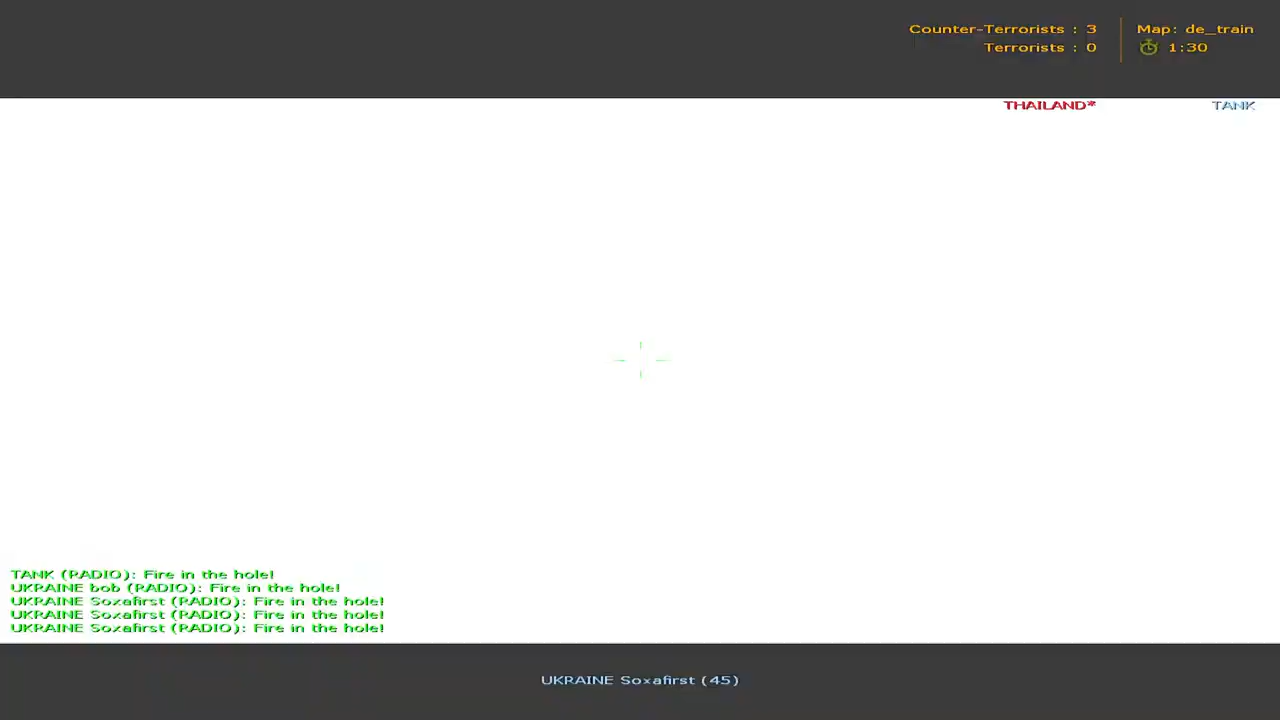 Counter-Terrorists : 3
Terrorists : 0
Map: de_train
1:30
THAILAND* TANK
TANK (RADIO): Fire in the hole!
UKRAINE bob (RADIO): Fire in the hole!
UKRAINE Soxafirst (RADIO): Fire in the hole!
UKRAINE Soxafirst (RADIO): Fire in the hole!
UKRAINE Soxafirst (RADIO): Fire in the hole!
UKRAINE Soxafirst (45)